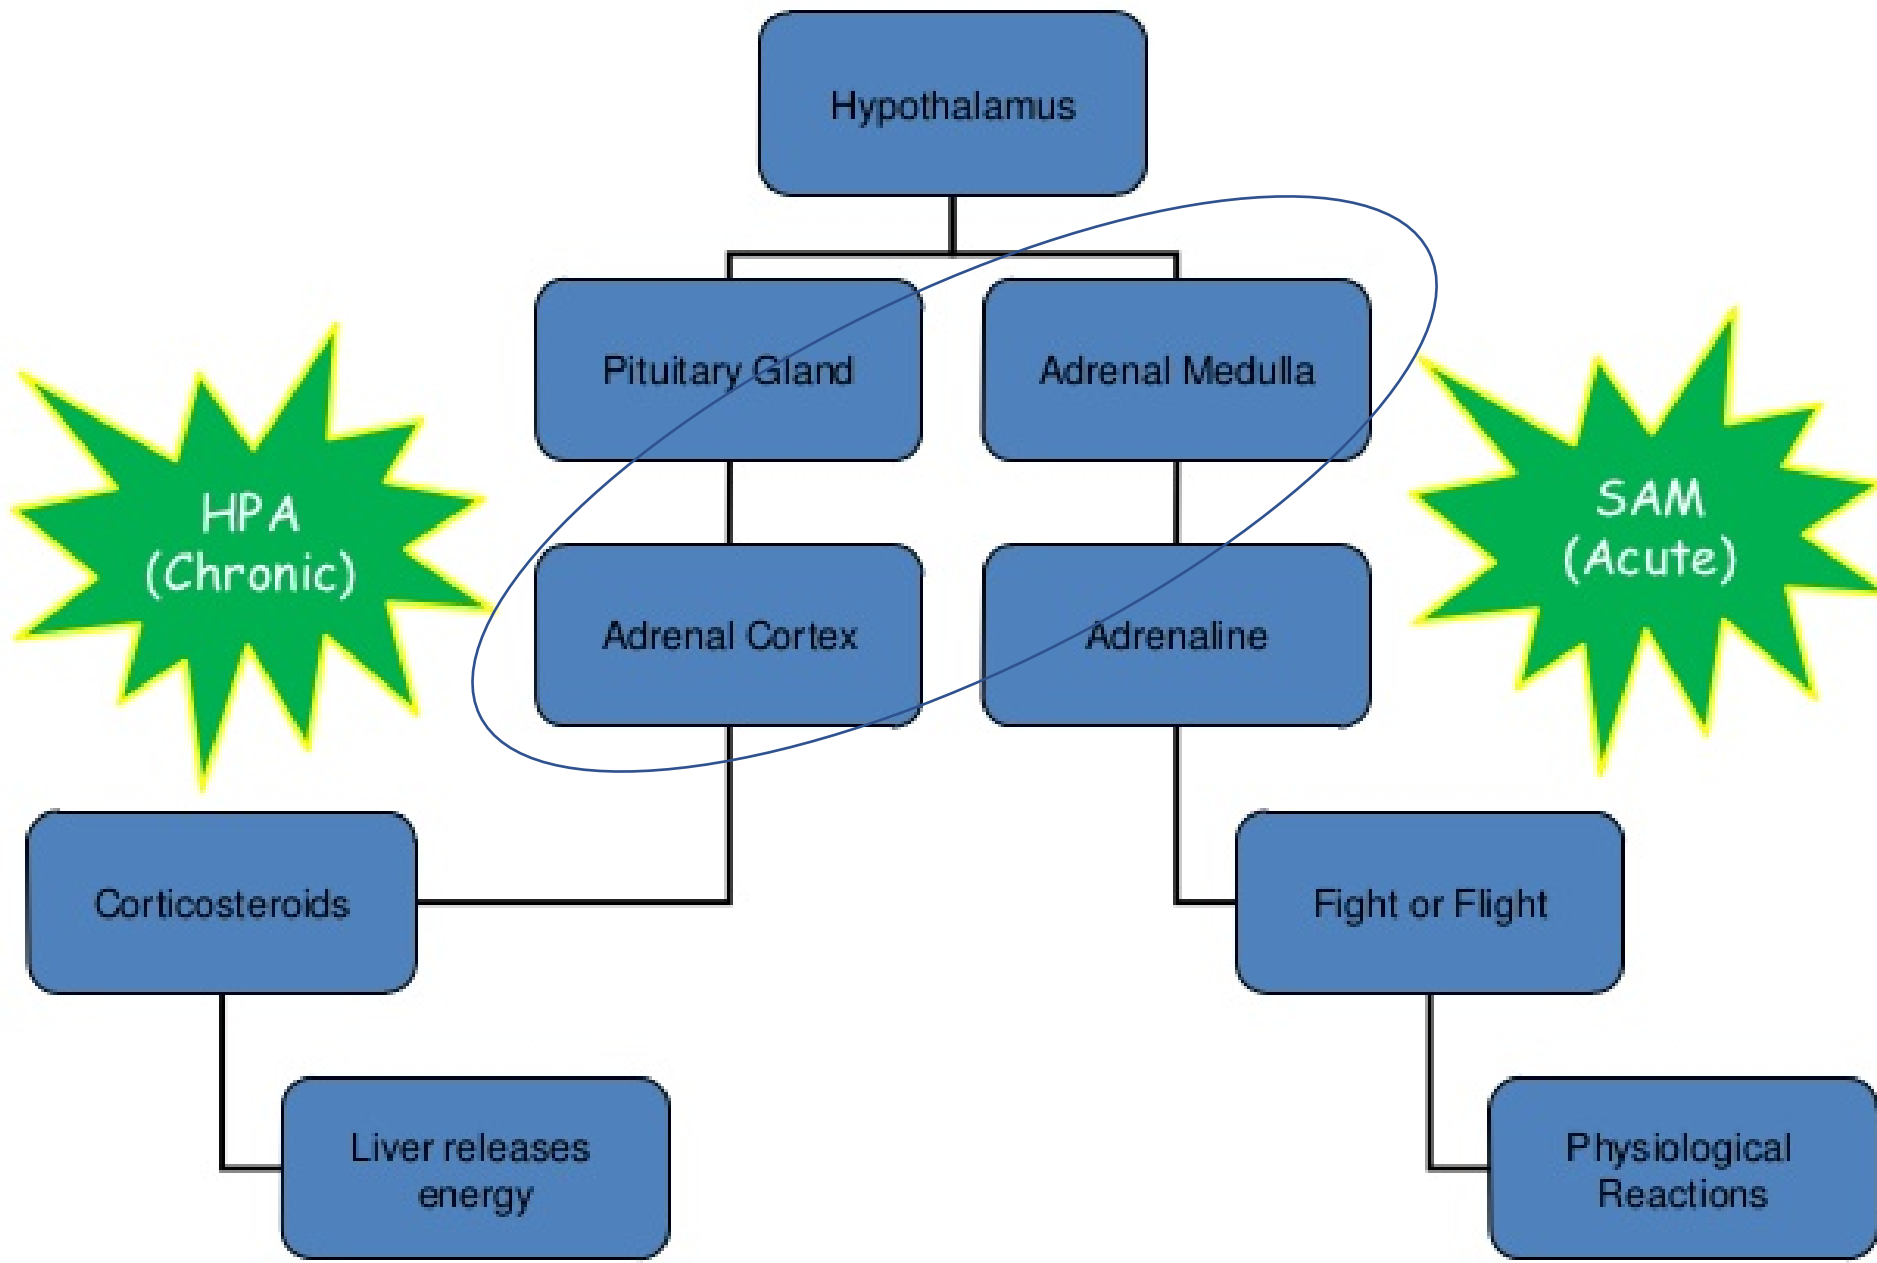 Hypothalamus
Pituitary Gland
Adrenal Medulla
HPA
(Chronic)
SAM
(Acute)
Adrenal Cortex
Adrenaline
Corticosteroids
Fight or Flight
Liver releases
energy
Physiological
Reactions